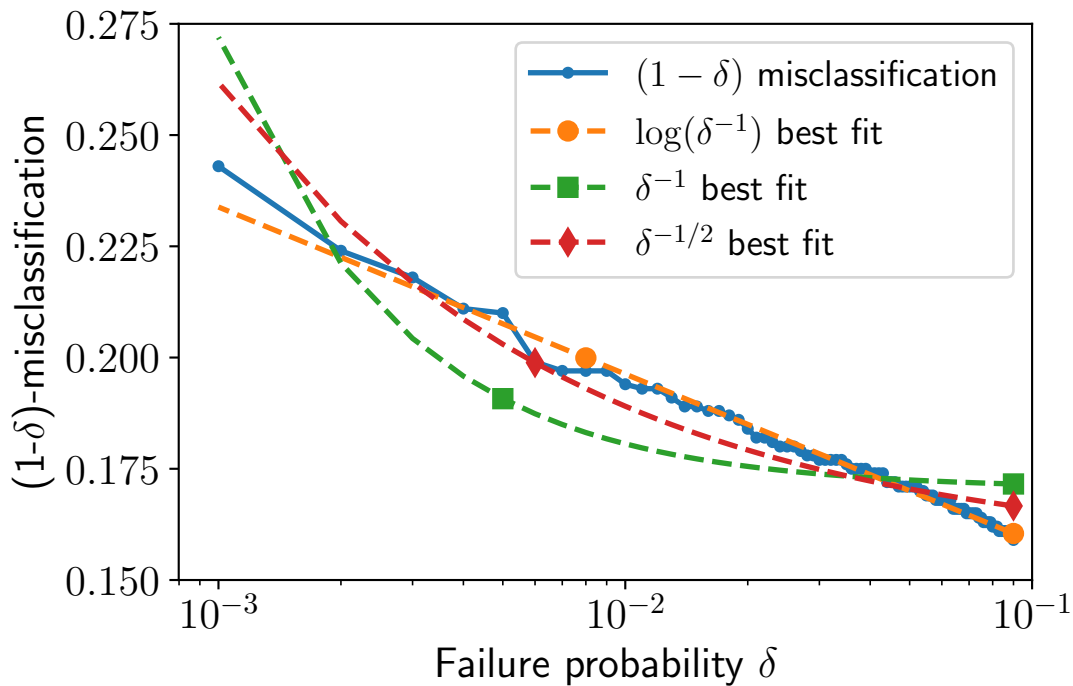 0.275
0.250
0.225
0.200
0.175
0.150
(1-δ)-misclassification
(1 − δ) misclassification
log(δ⁻¹) best fit
δ⁻¹ best fit
δ⁻¹/² best fit
10⁻³
10⁻²
10⁻¹
Failure probability δ